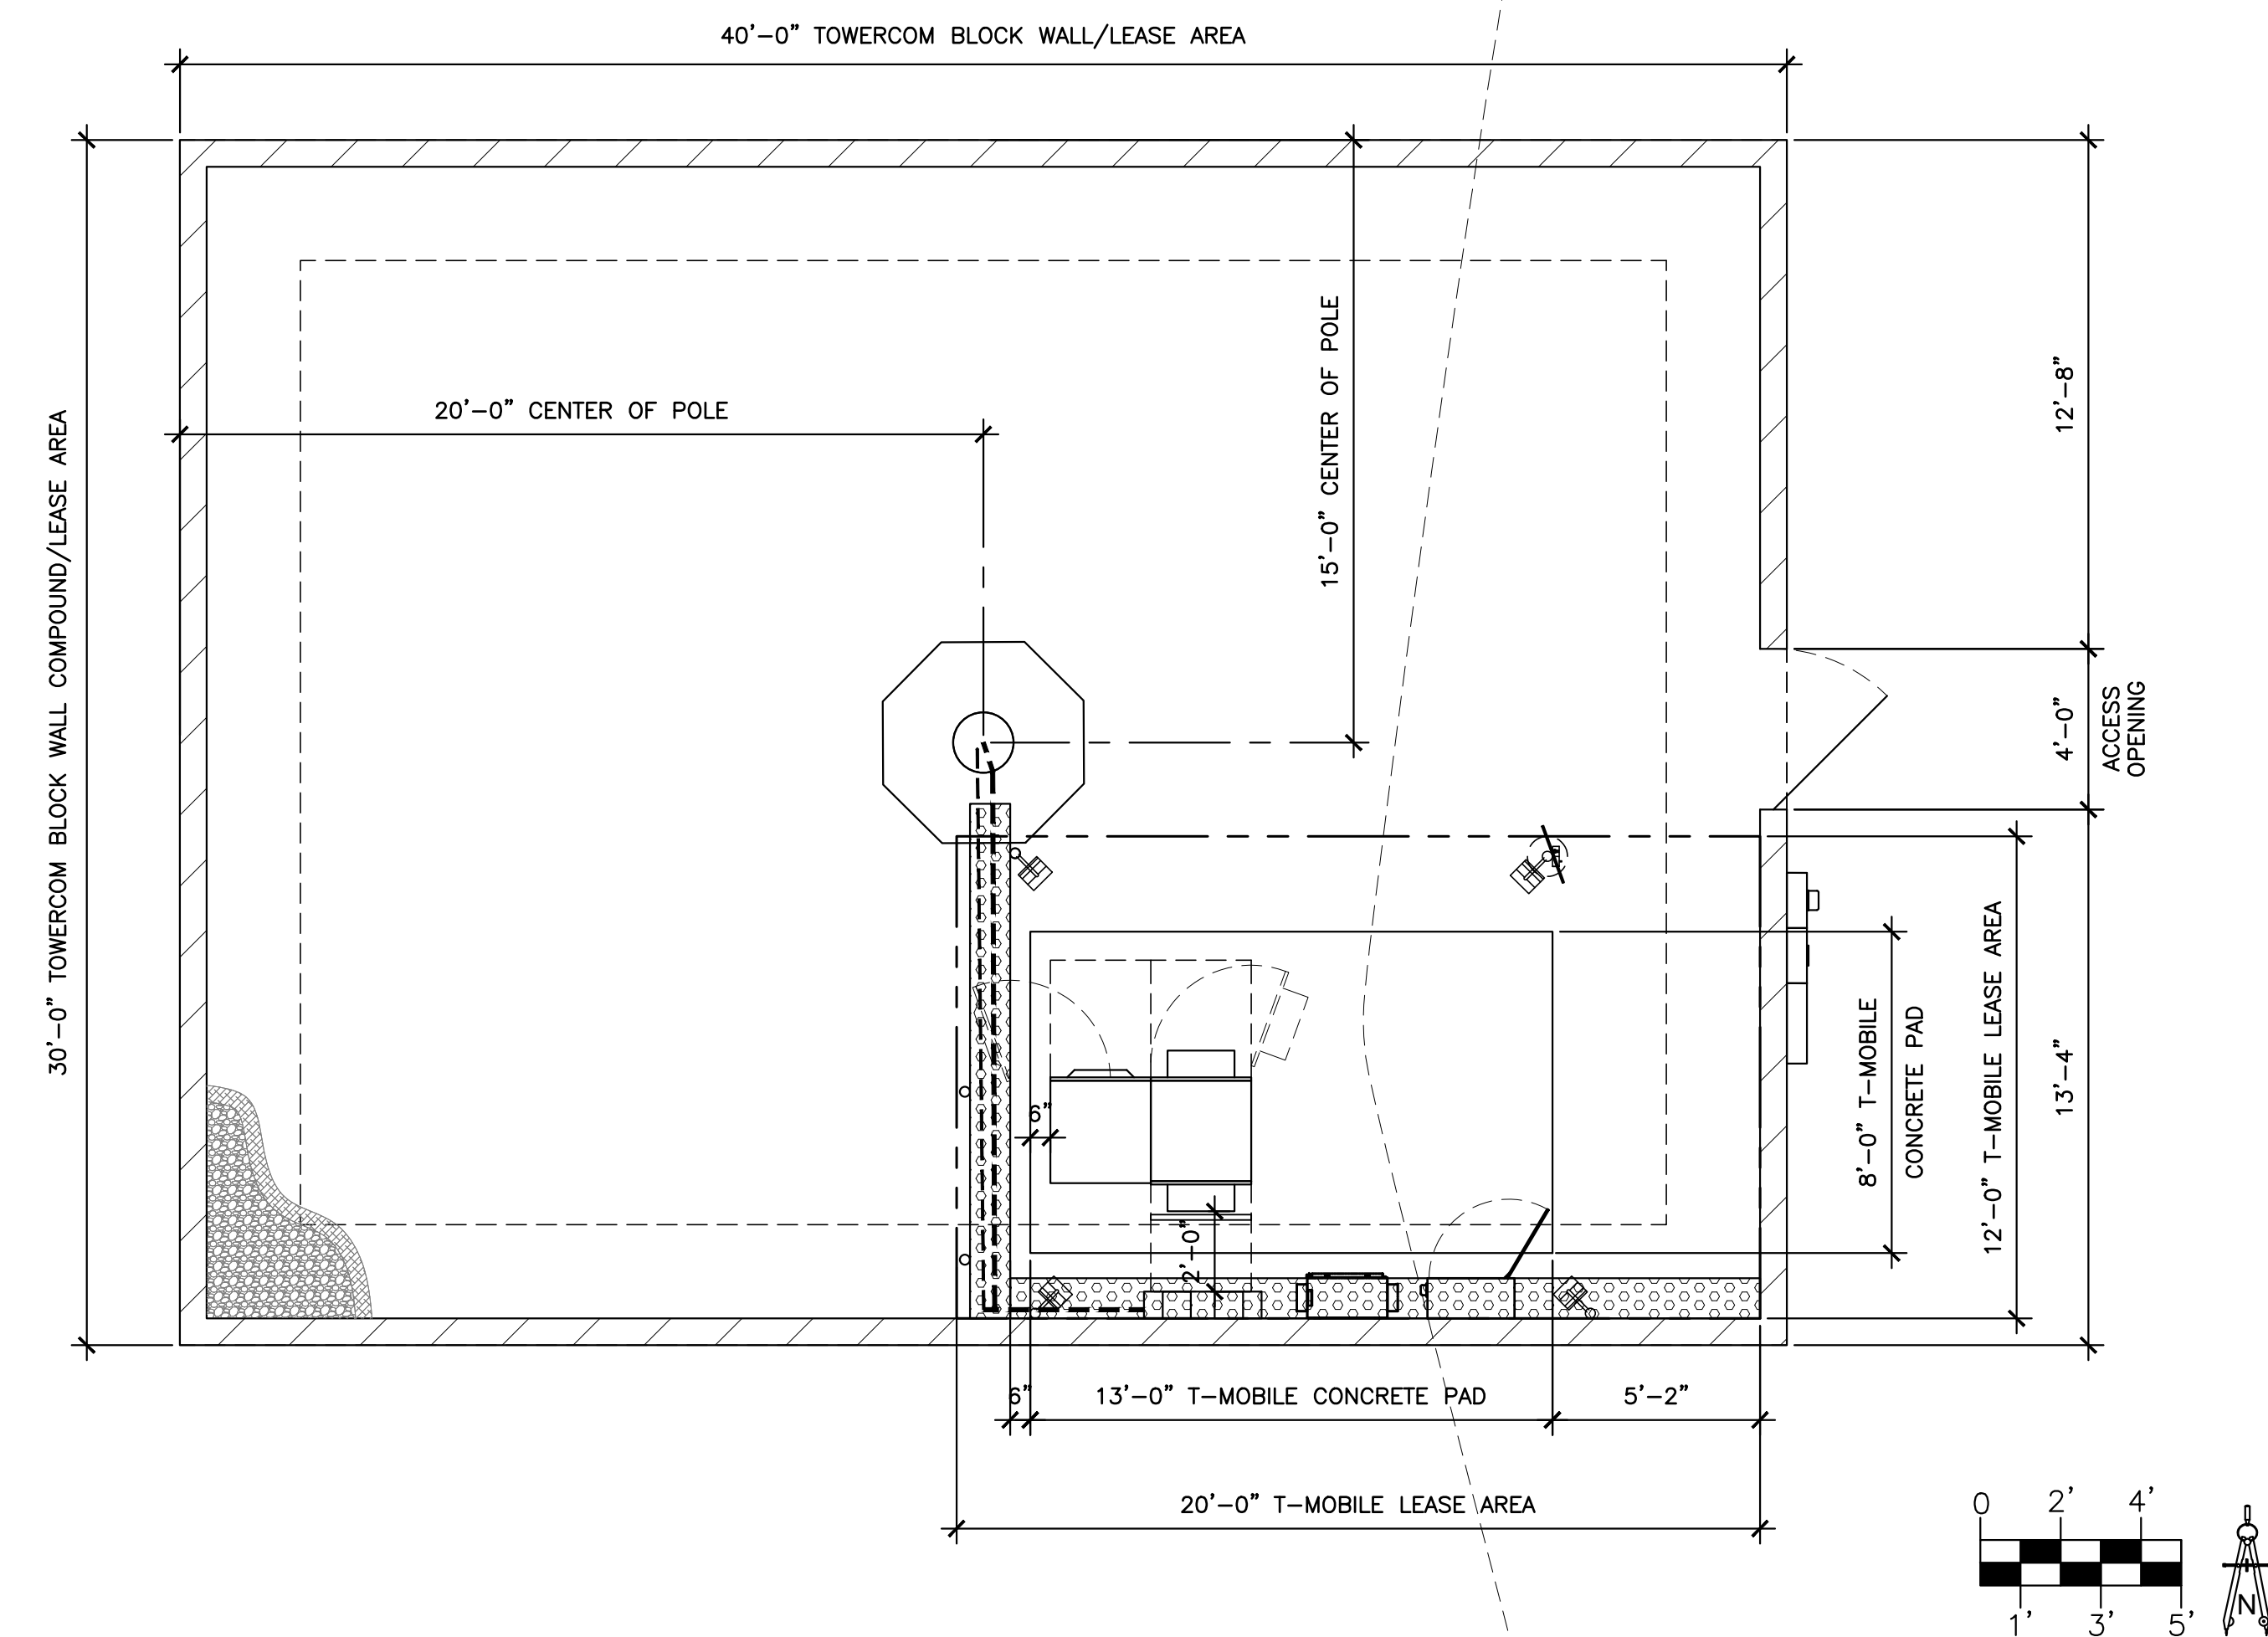 40'-0" TOWERCOM BLOCK WALL/LEASE AREA
30'-0" TOWERCOM BLOCK WALL COMPOUND/LEASE AREA
20'-0" CENTER OF POLE
15'-0" CENTER OF POLE
12'-8"
4'-0"
ACCESS
OPENING
13'-4"
12'-0" T-MOBILE LEASE AREA
8'-0" T-MOBILE
CONCRETE PAD
6"
2'-0"
6"
13'-0" T-MOBILE CONCRETE PAD
5'-2"
20'-0" T-MOBILE LEASE AREA
0 2' 4'
1' 3' 5'
N